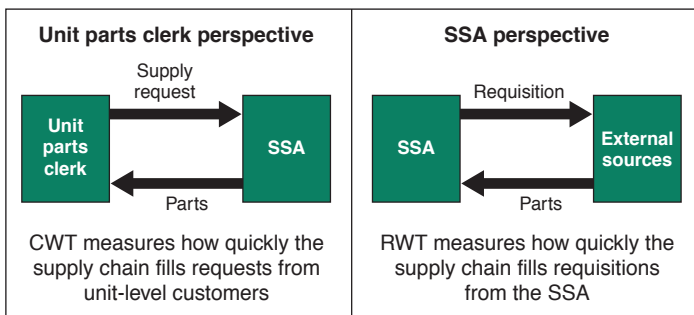 Unit parts clerk perspective
Supply
request
Unit
parts
clerk
SSA
Parts
CWT measures how quickly the
supply chain fills requests from
unit-level customers
SSA perspective
Requisition
SSA
External
sources
Parts
RWT measures how quickly the
supply chain fills requisitions
from the SSA